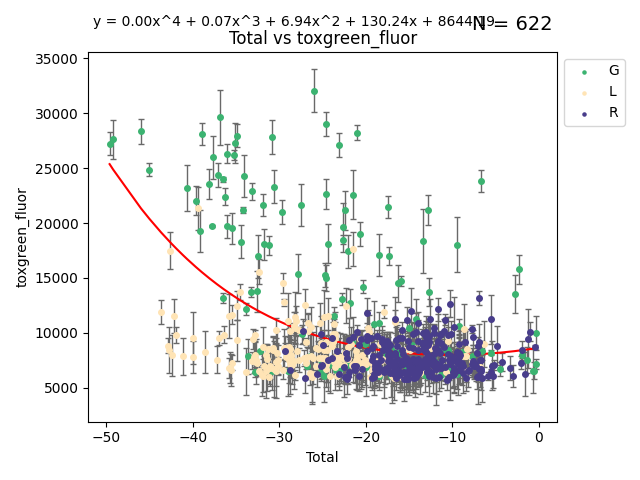 y = 0.00x^4 + 0.07x^3 + 6.94x^2 + 130.24x + 8644.19
N = 622
Total vs toxgreen_fluor
35000
30000
25000
20000
15000
10000
5000
toxgreen_fluor
−50
−40
−30
−20
−10
0
Total
G
L
R